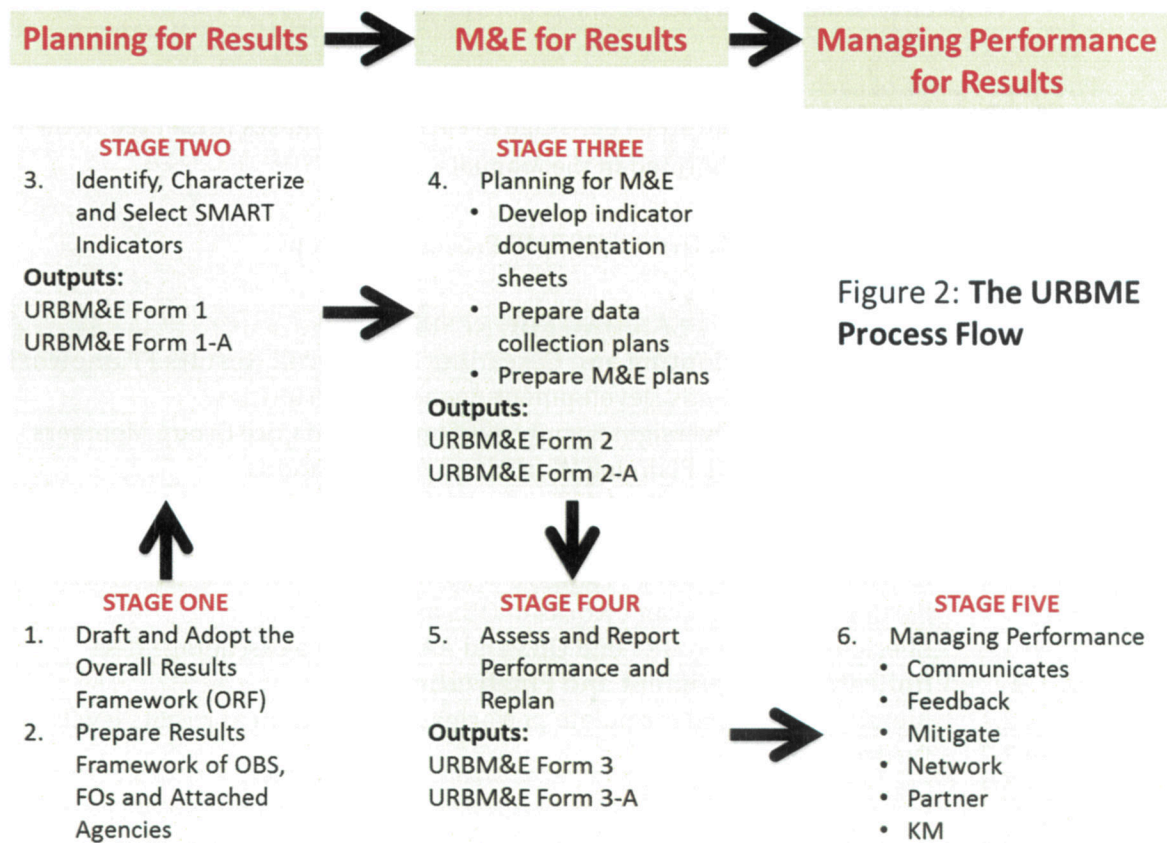 Planning for Results
M&E for Results
Managing Performance
for Results
STAGE TWO
3. Identify, Characterize
and Select SMART
Indicators
Outputs:
URBM&E Form 1
URBM&E Form 1-A
STAGE THREE
4. Planning for M&E
• Develop indicator
documentation
sheets
• Prepare data
collection plans
• Prepare M&E plans
Outputs:
URBM&E Form 2
URBM&E Form 2-A
Figure 2: The URBME
Process Flow
STAGE ONE
1. Draft and Adopt the
Overall Results
Framework (ORF)
2. Prepare Results
Framework of OBS,
FOs and Attached
Agencies
STAGE FOUR
5. Assess and Report
Performance and
Replan
Outputs:
URBM&E Form 3
URBM&E Form 3-A
STAGE FIVE
6. Managing Performance
• Communicates
• Feedback
• Mitigate
• Network
• Partner
• KM